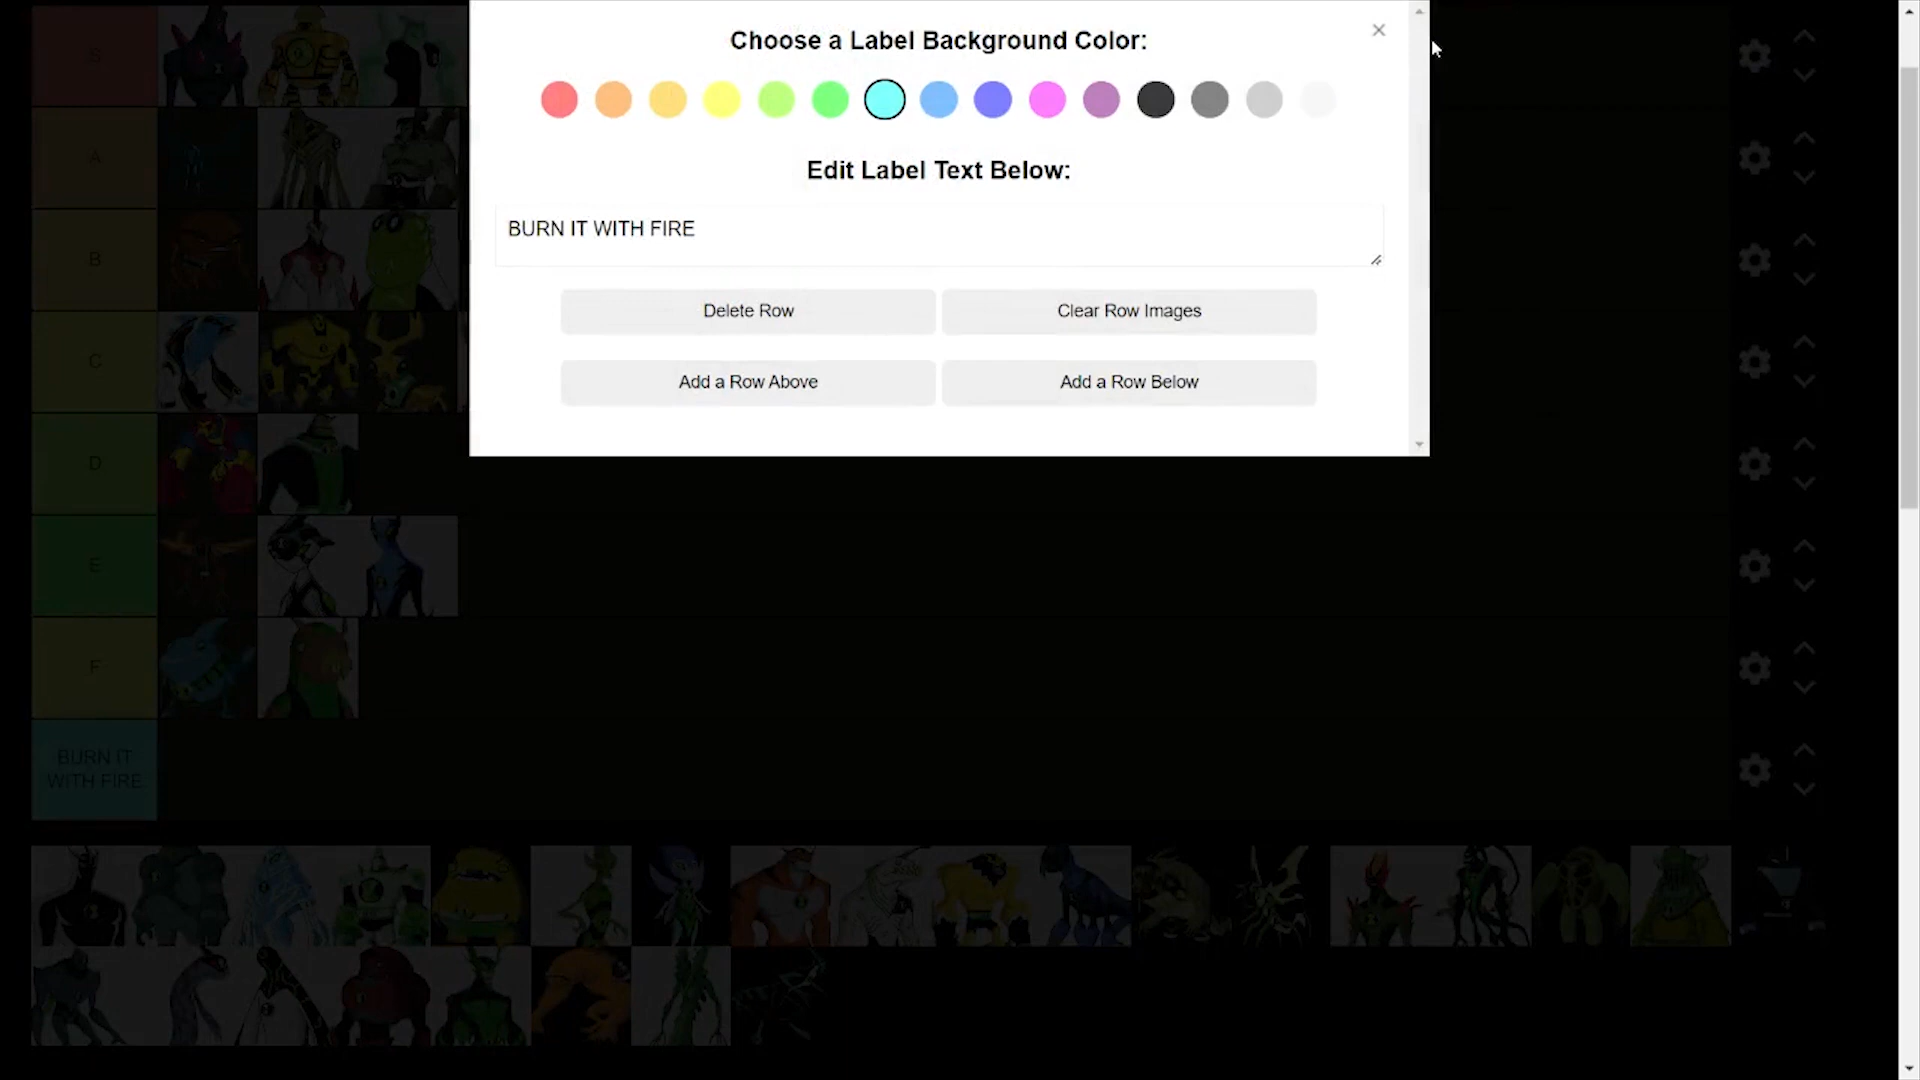 Choose a Label Background Color:
Edit Label Text Below:
BURN IT WITH FIRE
Delete Row
Clear Row Images
Add a Row Above
Add a Row Below
S
A
B
C
D
E
F
BURN IT
WITH FIRE